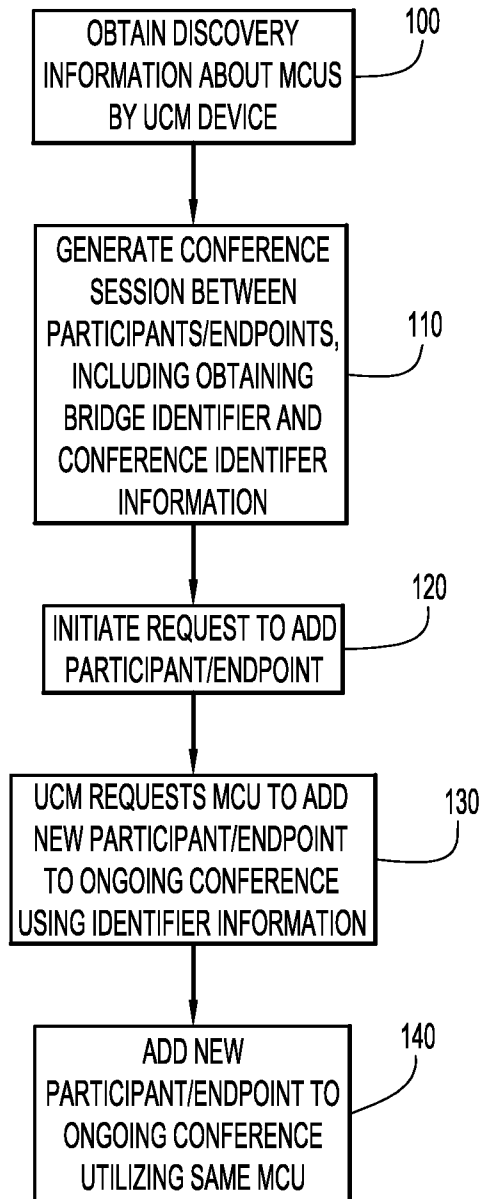 OBTAIN DISCOVERY
INFORMATION ABOUT MCUS
BY UCM DEVICE
100
GENERATE CONFERENCE
SESSION BETWEEN
PARTICIPANTS/ENDPOINTS,
INCLUDING OBTAINING
BRIDGE IDENTIFIER AND
CONFERENCE IDENTIFER
INFORMATION
110
INITIATE REQUEST TO ADD
PARTICIPANT/ENDPOINT
120
UCM REQUESTS MCU TO ADD
NEW PARTICIPANT/ENDPOINT
TO ONGOING CONFERENCE
USING IDENTIFIER INFORMATION
130
ADD NEW
PARTICIPANT/ENDPOINT TO
ONGOING CONFERENCE
UTILIZING SAME MCU
140